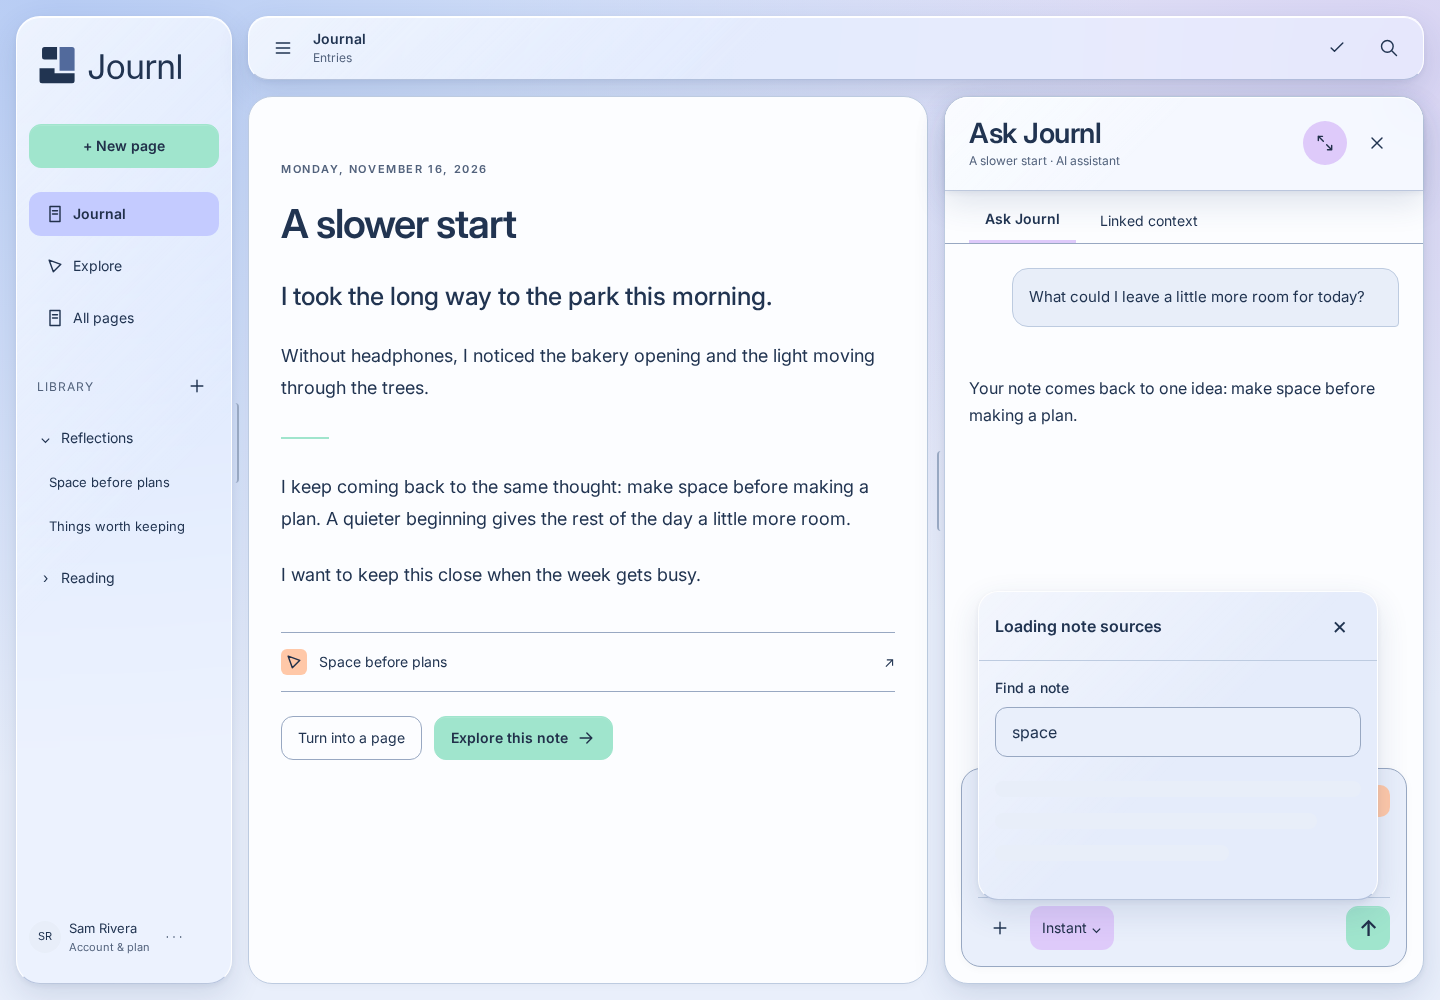 Journl
+ New page
Journal
Explore
All pages
LIBRARY
Reflections
Space before plans
Things worth keeping
Reading
SR
Sam Rivera
Account & plan
Journal
Entries
MONDAY, NOVEMBER 16, 2026
A slower start
I took the long way to the park this morning.
Without headphones, I noticed the bakery opening and the light moving
through the trees.
I keep coming back to the same thought: make space before making a
plan. A quieter beginning gives the rest of the day a little more room.
I want to keep this close when the week gets busy.
Space before plans
Turn into a page
Explore this note
Ask Journl
A slower start · AI assistant
Ask Journl
Linked context
What could I leave a little more room for today?
Your note comes back to one idea: make space before
making a plan.
Loading note sources
Find a note
space
Instant